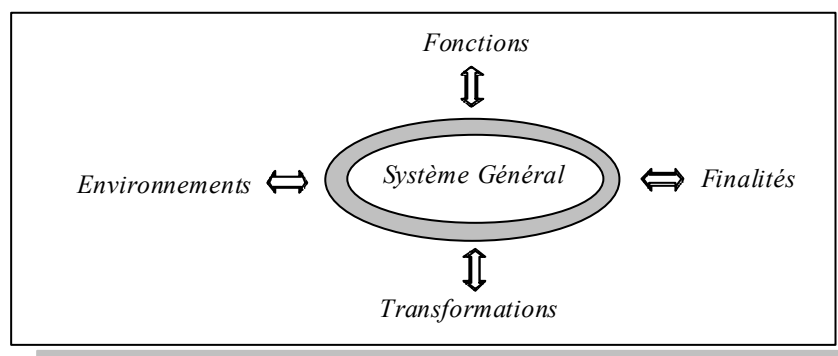 Fonctions
Environnements
Système Général
Finalités
Transformations